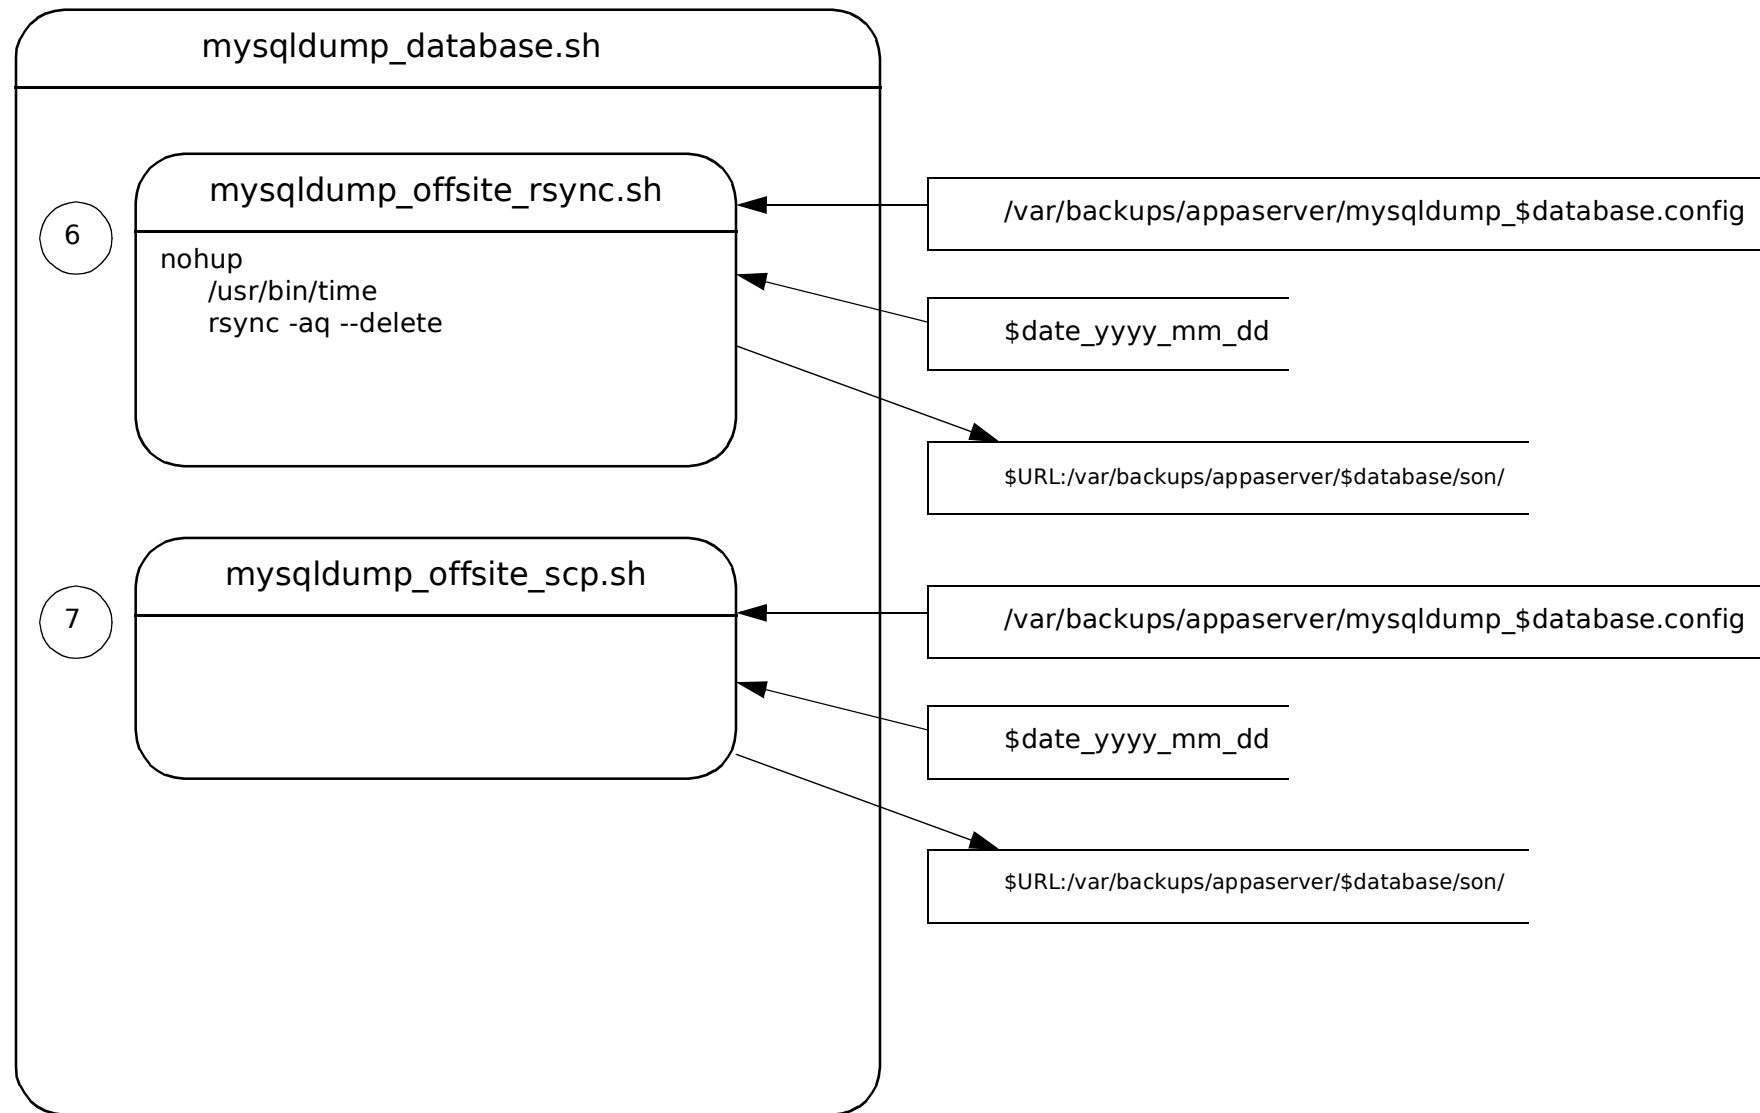 mysqldump_database.sh
mysqldump_offsite_rsync.sh
6
nohup
/usr/bin/time
rsync -aq --delete
/var/backups/appaserver/mysqldump_$database.config
$date_yyyy_mm_dd
$URL:/var/backups/appaserver/$database/son/
mysqldump_offsite_scp.sh
7
/var/backups/appaserver/mysqldump_$database.config
$date_yyyy_mm_dd
$URL:/var/backups/appaserver/$database/son/